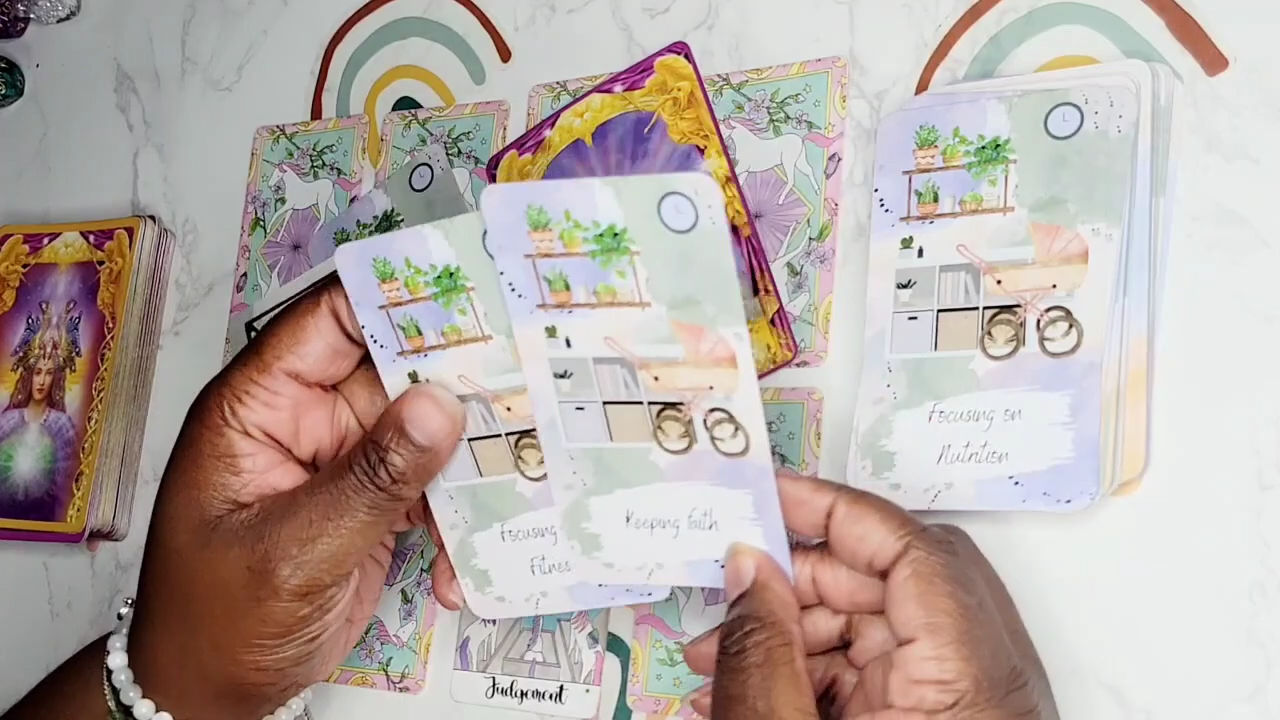 Focusing on
Nutrition
Keeping Faith
Focusing
Fitnes
Judgement